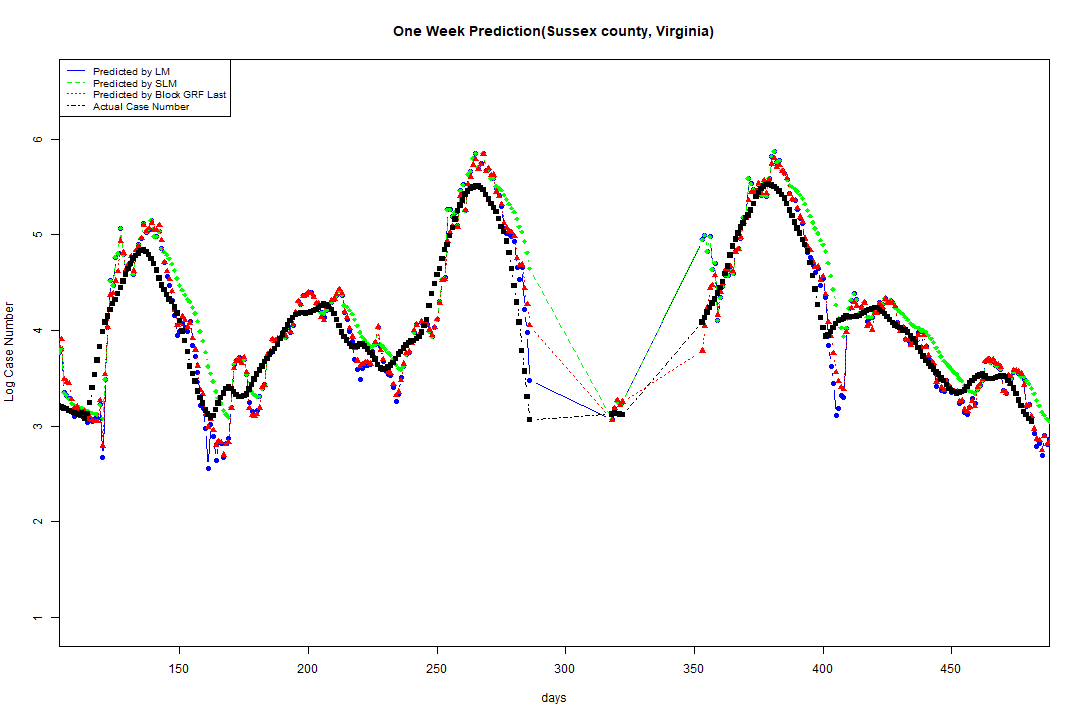 One Week Prediction(Sussex county, Virginia)
Predicted by LM
Predicted by SLM
Predicted by Block GRF Last
Actual Case Number
Log Case Number
6
5
4
3
2
1
150 200 250 300 350 400 450
days